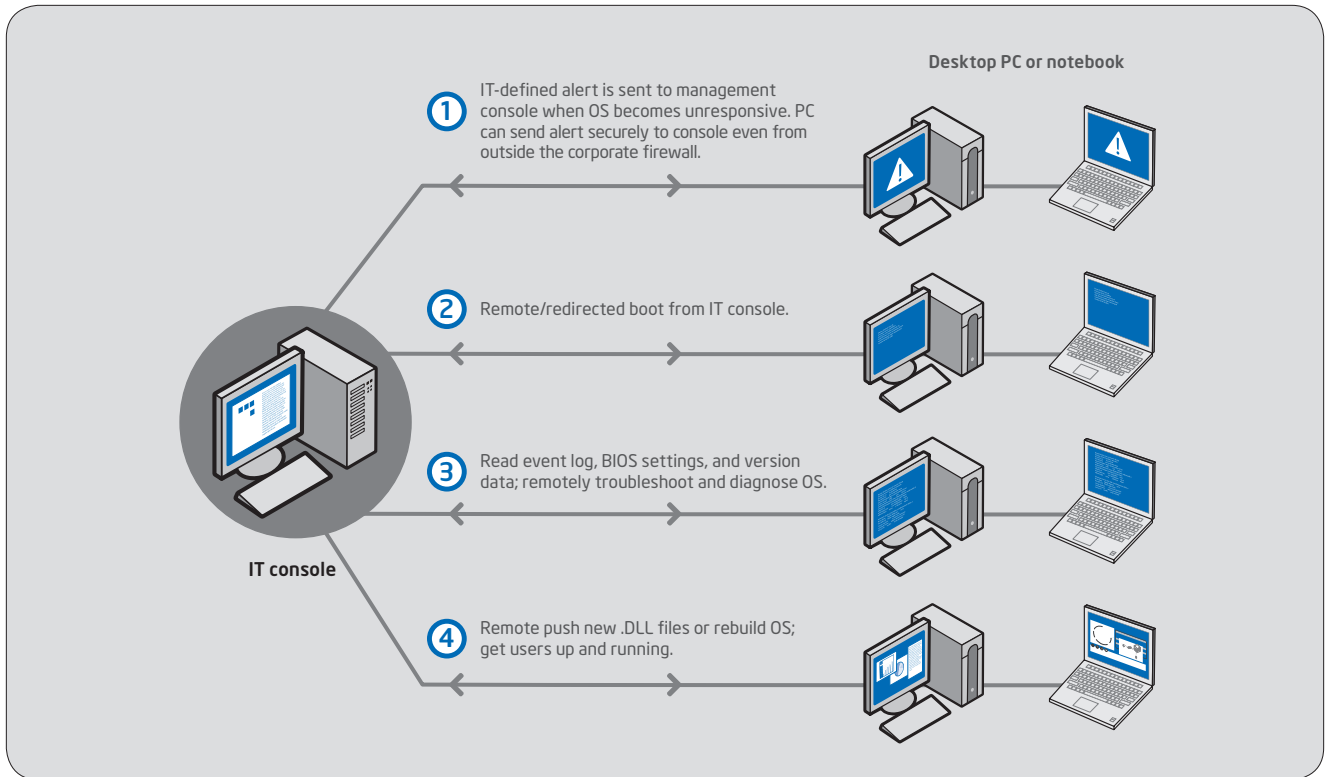 Desktop PC or notebook
1
IT-defined alert is sent to management
console when OS becomes unresponsive. PC
can send alert securely to console even from
outside the corporate firewall.
2
Remote/redirected boot from IT console.
3
Read event log, BIOS settings, and version
data; remotely troubleshoot and diagnose OS.
IT console
4
Remote push new .DLL files or rebuild OS;
get users up and running.